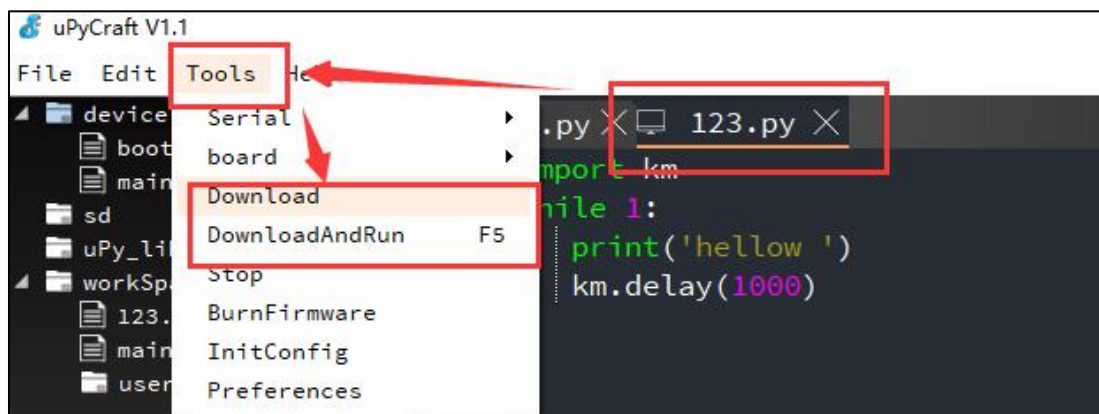 uPyCraft V1.1
File Edit Tools He
device
boot
main
sd
uPy_li
workSp
123.
main
user
Serial
board
Download
DownloadAndRun F5
Stop
BurnFirmware
InitConfig
Preferences
.py 123.py
mport km
hile 1:
print('hellow ')
km.delay(1000)